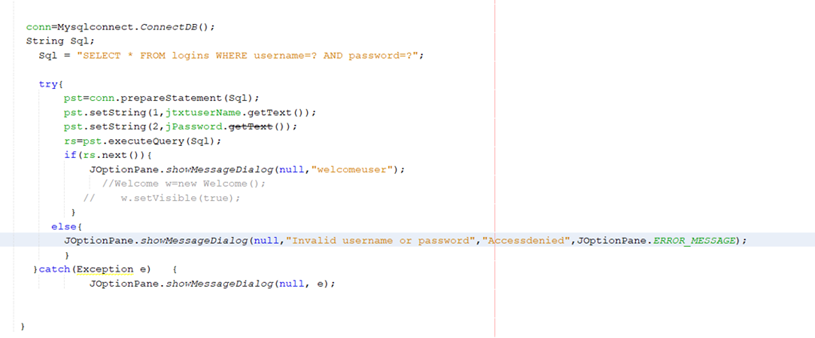 conn=Mysqlconnect.ConnectDB();
String Sql;
Sql = "SELECT * FROM logins WHERE username=? AND password=?";
try{
pst=conn.prepareStatement(Sql);
pst.setString(1,jtxtuserName.getText());
pst.setString(2,jPassword.getText());
rs=pst.executeQuery(Sql);
if(rs.next()){
JOptionPane.showMessageDialog(null,"welcomeuser");
//Welcome w=new Welcome();
// w.setVisible(true);
}
else{
JOptionPane.showMessageDialog(null,"Invalid username or password","Accessdenied",JOptionPane.ERROR_MESSAGE);
}
}catch(Exception e) {
JOptionPane.showMessageDialog(null, e);
}